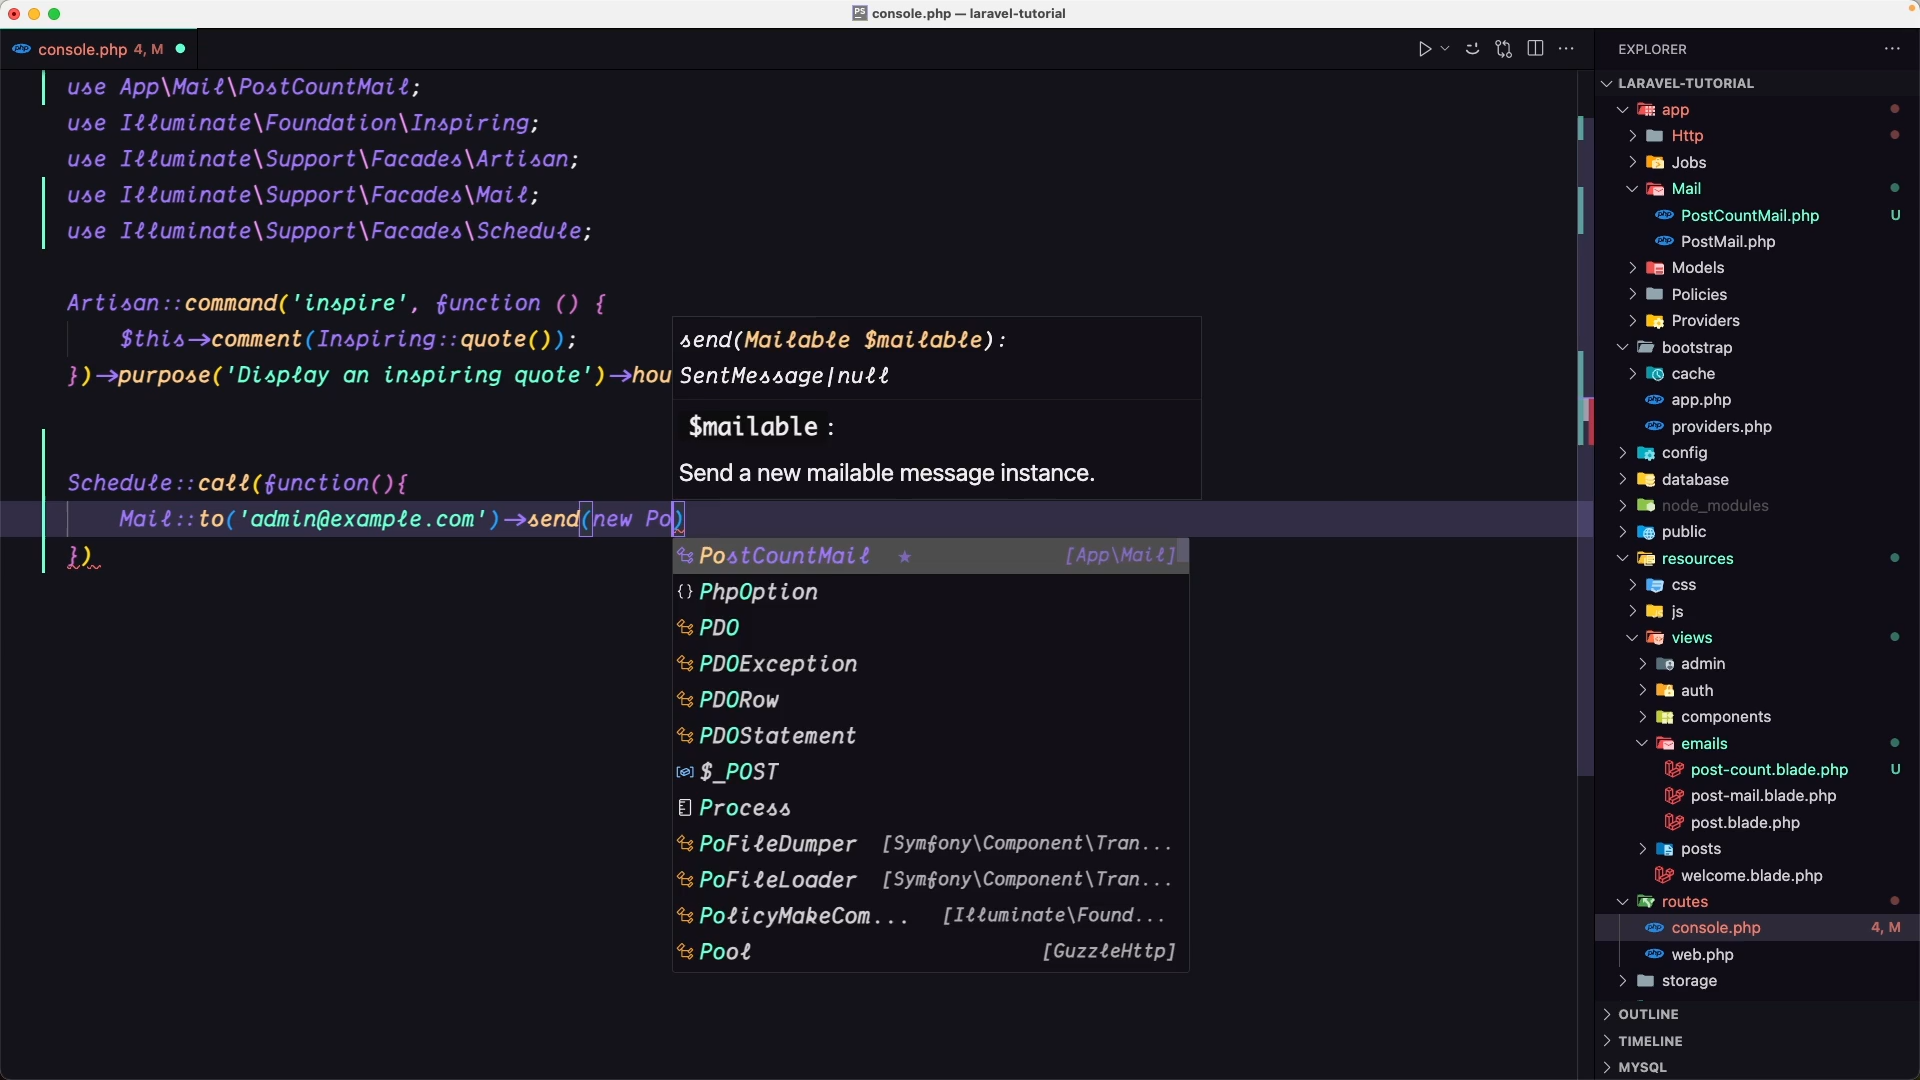 console.php — laravel-tutorial
console.php 4, M
use App\Mail\PostCountMail;
use Illuminate\Foundation\Inspiring;
use Illuminate\Support\Facades\Artisan;
use Illuminate\Support\Facades\Mail;
use Illuminate\Support\Facades\Schedule;
Artisan::command('inspire', function () {
$this->comment(Inspiring::quote());
})->purpose('Display an inspiring quote')->hou
Schedule::call(function(){
Mail::to('admin@example.com')->send(new Po)
})
send(Mailable $mailable):
SentMessage|null
$mailable :
Send a new mailable message instance.
PostCountMail ★ [App\Mail]
{} PhpOption
PDO
PDOException
PDORow
PDOStatement
$_POST
Process
PoFileDumper [Symfony\Component\Tran...
PoFileLoader [Symfony\Component\Tran...
PolicyMakeCom... [Illuminate\Found...
Pool [GuzzleHttp]
EXPLORER
LARAVEL-TUTORIAL
app
Http
Jobs
Mail
PostCountMail.php U
PostMail.php
Models
Policies
Providers
bootstrap
cache
app.php
providers.php
config
database
node_modules
public
resources
css
js
views
admin
auth
components
emails
post-count.blade.php U
post-mail.blade.php
post.blade.php
posts
welcome.blade.php
routes
console.php 4, M
web.php
storage
OUTLINE
TIMELINE
MYSQL